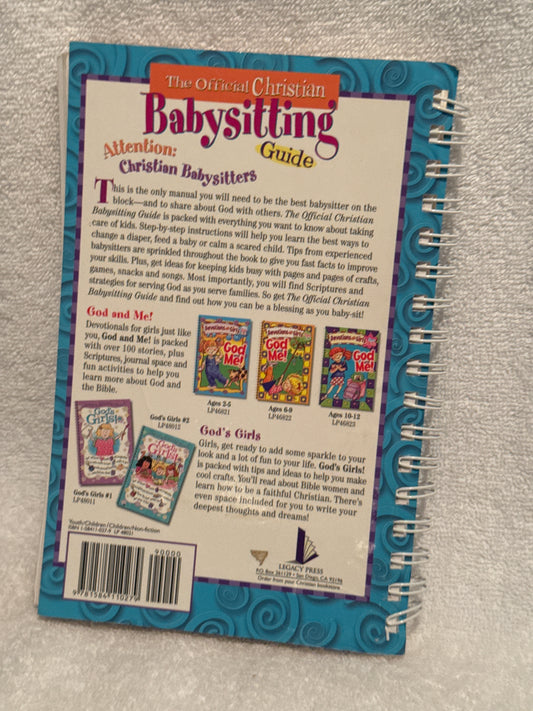 The Official Christian
Babysitting
Guide
Attention:
Christian Babysitters
This is the only manual you will need to be the best babysitter on the
block—and to share about God with others. The Official Christian
Babysitting Guide is packed with everything you want to know about taking
care of kids. Step-by-step instructions will help you learn the best ways to
change a diaper, feed a baby or calm a scared child. Tips from experienced
babysitters are sprinkled throughout the book to give you fast facts to improve
your skills. Plus, get ideas for keeping kids busy with pages and pages of crafts,
games, snacks and songs. Most importantly, you will find Scriptures and
strategies for serving God as you serve families. So get The Official Christian
Babysitting Guide and find out how you can be a blessing as you baby-sit!
God and Me!
Devotionals for girls just like
you, God and Me! is packed
with over 100 stories, plus
Scriptures, journal space and
fun activities to help you
learn more about God and
the Bible.
God and Me!
Ages 2-5
LP46821
God and Me!
Ages 6-9
LP46822
God and Me!
Ages 10-12
LP46823
God's Girls!
God's Girls #1
LP48011
God's Girls #2
LP48012
God's Girls!
God's Girls
Girls, get ready to add some sparkle to your
look and a lot of fun to your life. God's Girls!
is packed with tips and ideas to help you make
cool crafts. You'll read about Bible women and
learn how to be a faithful Christian. There's
even space included for you to write your
deepest thoughts and dreams!
Youth/Children/Children/Non-fiction
ISBN 1-58411-027-9 LP 48021
90000
9 781584 110279
LEGACY PRESS
P.O. Box 261129 • San Diego, CA 92196
Order from your Christian bookstore.